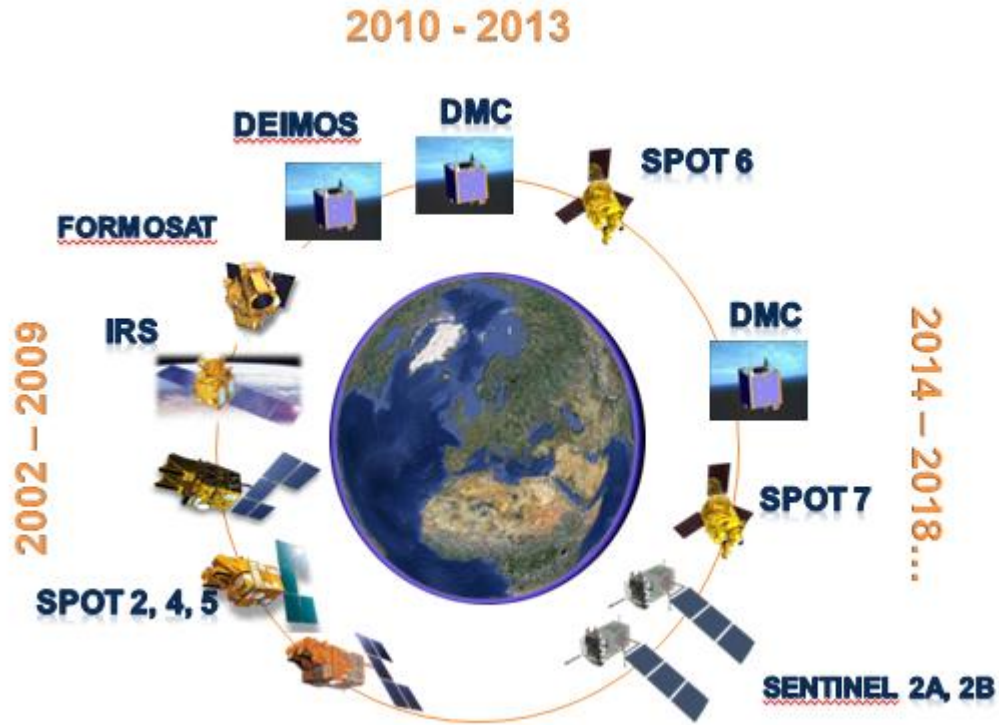 2010 - 2013
DEIMOS
DMC
SPOT 6
FORMOSAT
IRS
DMC
2002 – 2009
2014 – 2018...
SPOT 7
SPOT 2, 4, 5
SENTINEL 2A, 2B